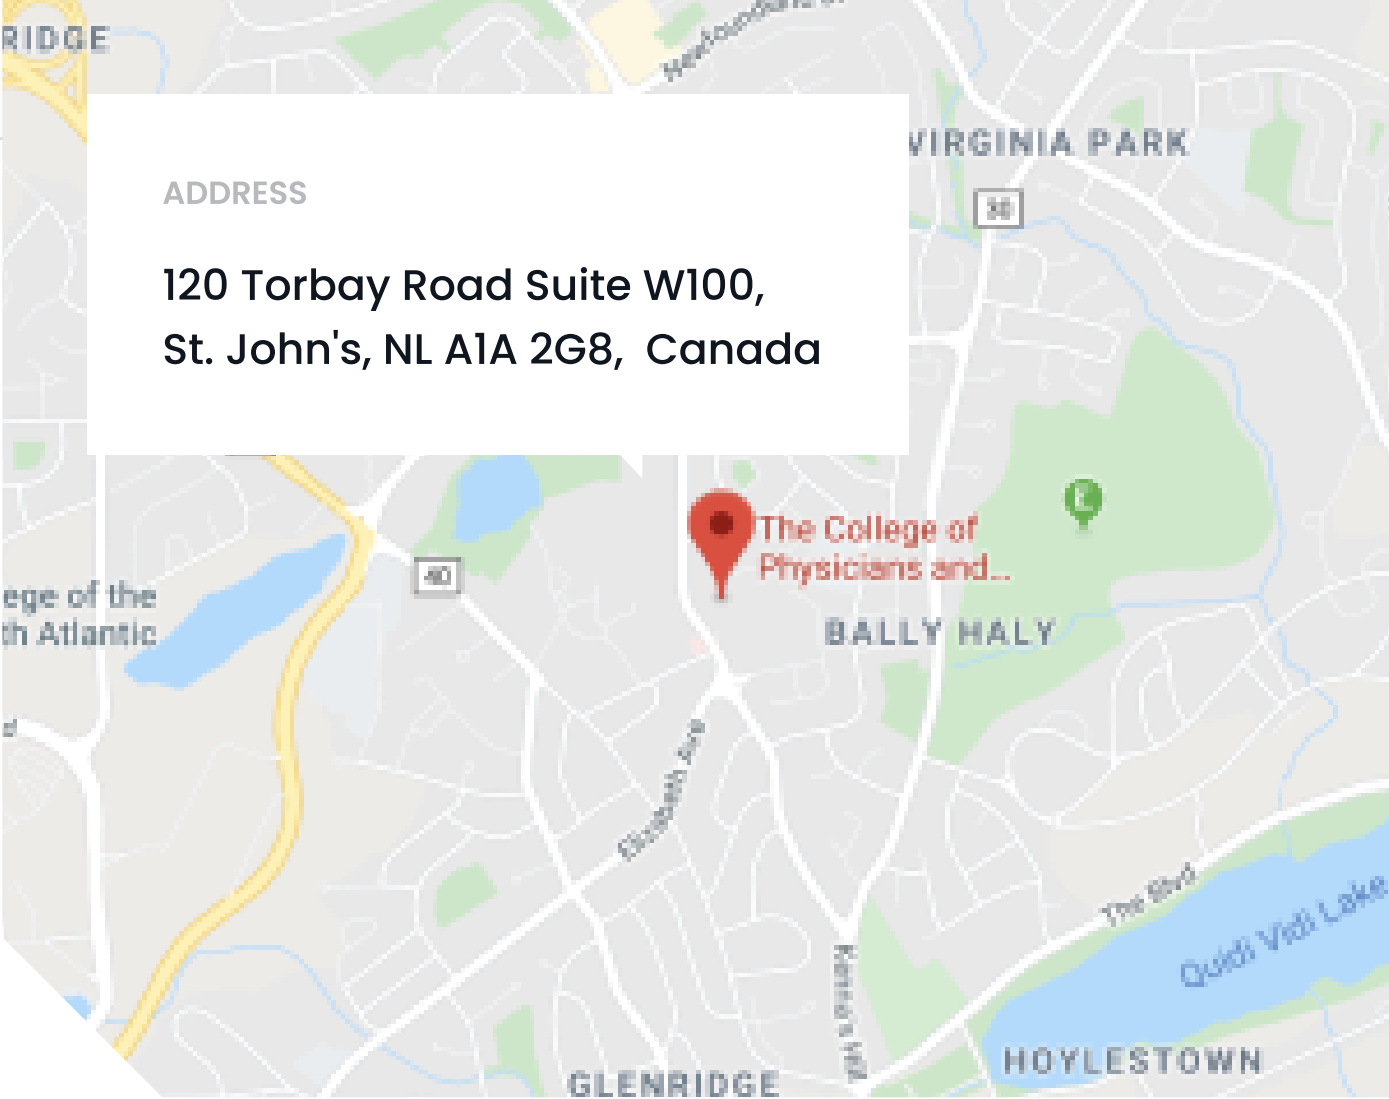 RIDGE
Newfoundland
VIRGINIA PARK
30
ADDRESS
120 Torbay Road Suite W100,
St. John's, NL A1A 2G8, Canada
The College of
Physicians and...
40
ege of the
th Atlantic
BALLY HALY
d
Elizabeth Ave
The Blvd
Quidi Vidi Lake
Kenna's Hill
HOYLESTOWN
GLENRIDGE